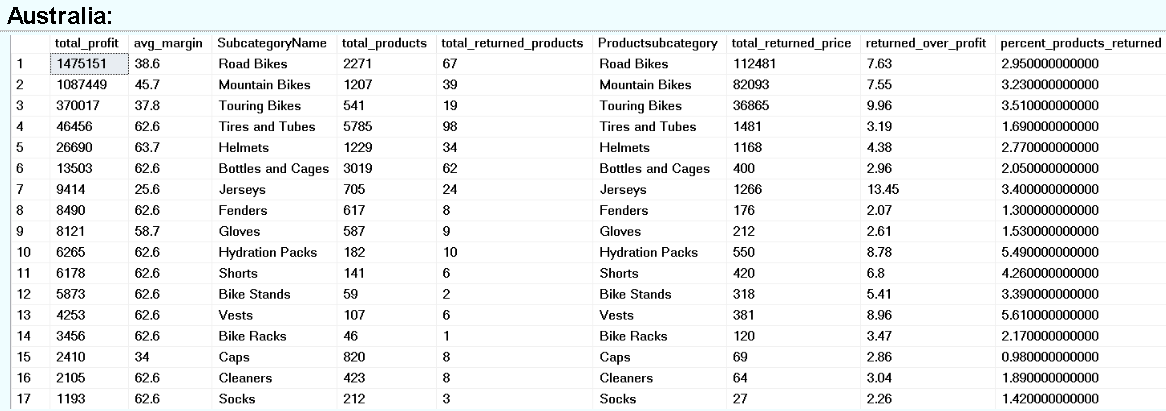 Australia:
total_profit avg_margin SubcategoryName total_products total_returned_products Productsubcategory total_returned_price returned_over_profit percent_products_returned
1 1475151 38.6 Road Bikes 2271 67 Road Bikes 112481 7.63 2.950000000000
2 1087449 45.7 Mountain Bikes 1207 39 Mountain Bikes 82093 7.55 3.230000000000
3 370017 37.8 Touring Bikes 541 19 Touring Bikes 36865 9.96 3.510000000000
4 46456 62.6 Tires and Tubes 5785 98 Tires and Tubes 1481 3.19 1.690000000000
5 26690 63.7 Helmets 1229 34 Helmets 1168 4.38 2.770000000000
6 13503 62.6 Bottles and Cages 3019 62 Bottles and Cages 400 2.96 2.050000000000
7 9414 25.6 Jerseys 705 24 Jerseys 1266 13.45 3.400000000000
8 8490 62.6 Fenders 617 8 Fenders 176 2.07 1.300000000000
9 8121 58.7 Gloves 587 9 Gloves 212 2.61 1.530000000000
10 6265 62.6 Hydration Packs 182 10 Hydration Packs 550 8.78 5.490000000000
11 6178 62.6 Shorts 141 6 Shorts 420 6.8 4.260000000000
12 5873 62.6 Bike Stands 59 2 Bike Stands 318 5.41 3.390000000000
13 4253 62.6 Vests 107 6 Vests 381 8.96 5.610000000000
14 3456 62.6 Bike Racks 46 1 Bike Racks 120 3.47 2.170000000000
15 2410 34 Caps 820 8 Caps 69 2.86 0.980000000000
16 2105 62.6 Cleaners 423 8 Cleaners 64 3.04 1.890000000000
17 1193 62.6 Socks 212 3 Socks 27 2.26 1.420000000000